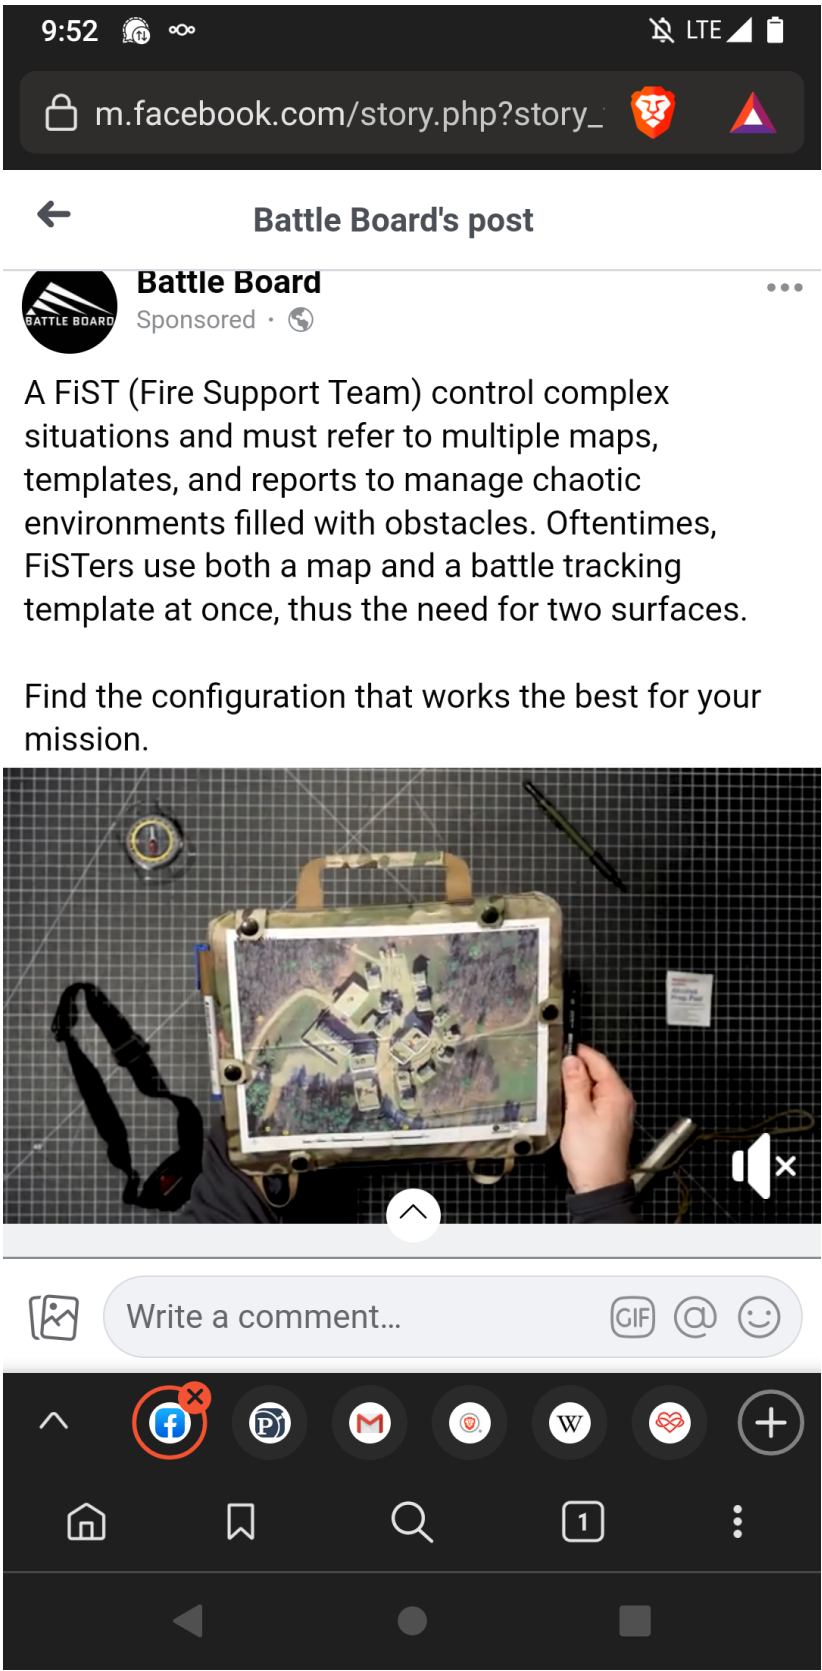 9:52
LTE
m.facebook.com/story.php?story_
Battle Board's post
BATTLE BOARD
Battle Board
Sponsored ·
A FiST (Fire Support Team) control complex
situations and must refer to multiple maps,
templates, and reports to manage chaotic
environments filled with obstacles. Oftentimes,
FiSTers use both a map and a battle tracking
template at once, thus the need for two surfaces.
Find the configuration that works the best for your
mission.
Alcohol
Prep Pad
Write a comment...
GIF
@
P
W
1